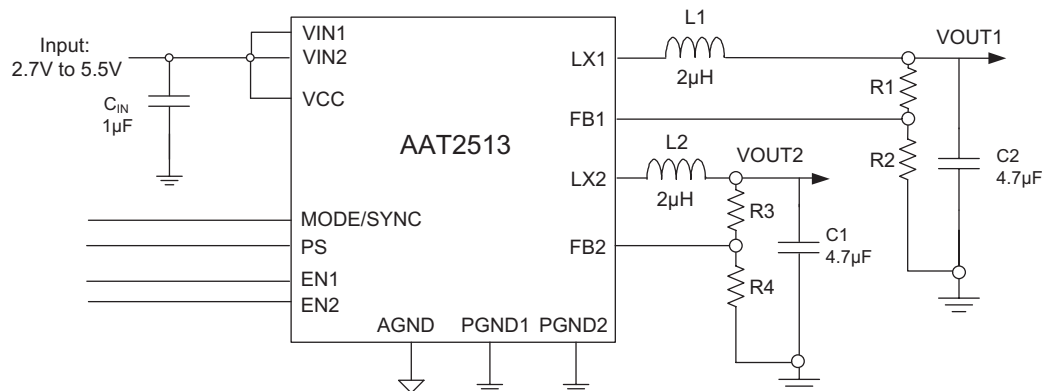 Input:
2.7V to 5.5V
CIN
1µF
VIN1
VIN2
VCC
AAT2513
MODE/SYNC
PS
EN1
EN2
AGND
PGND1
PGND2
LX1
FB1
LX2
FB2
L1
2µH
VOUT1
R1
R2
C2
4.7µF
L2
2µH
VOUT2
R3
R4
C1
4.7µF